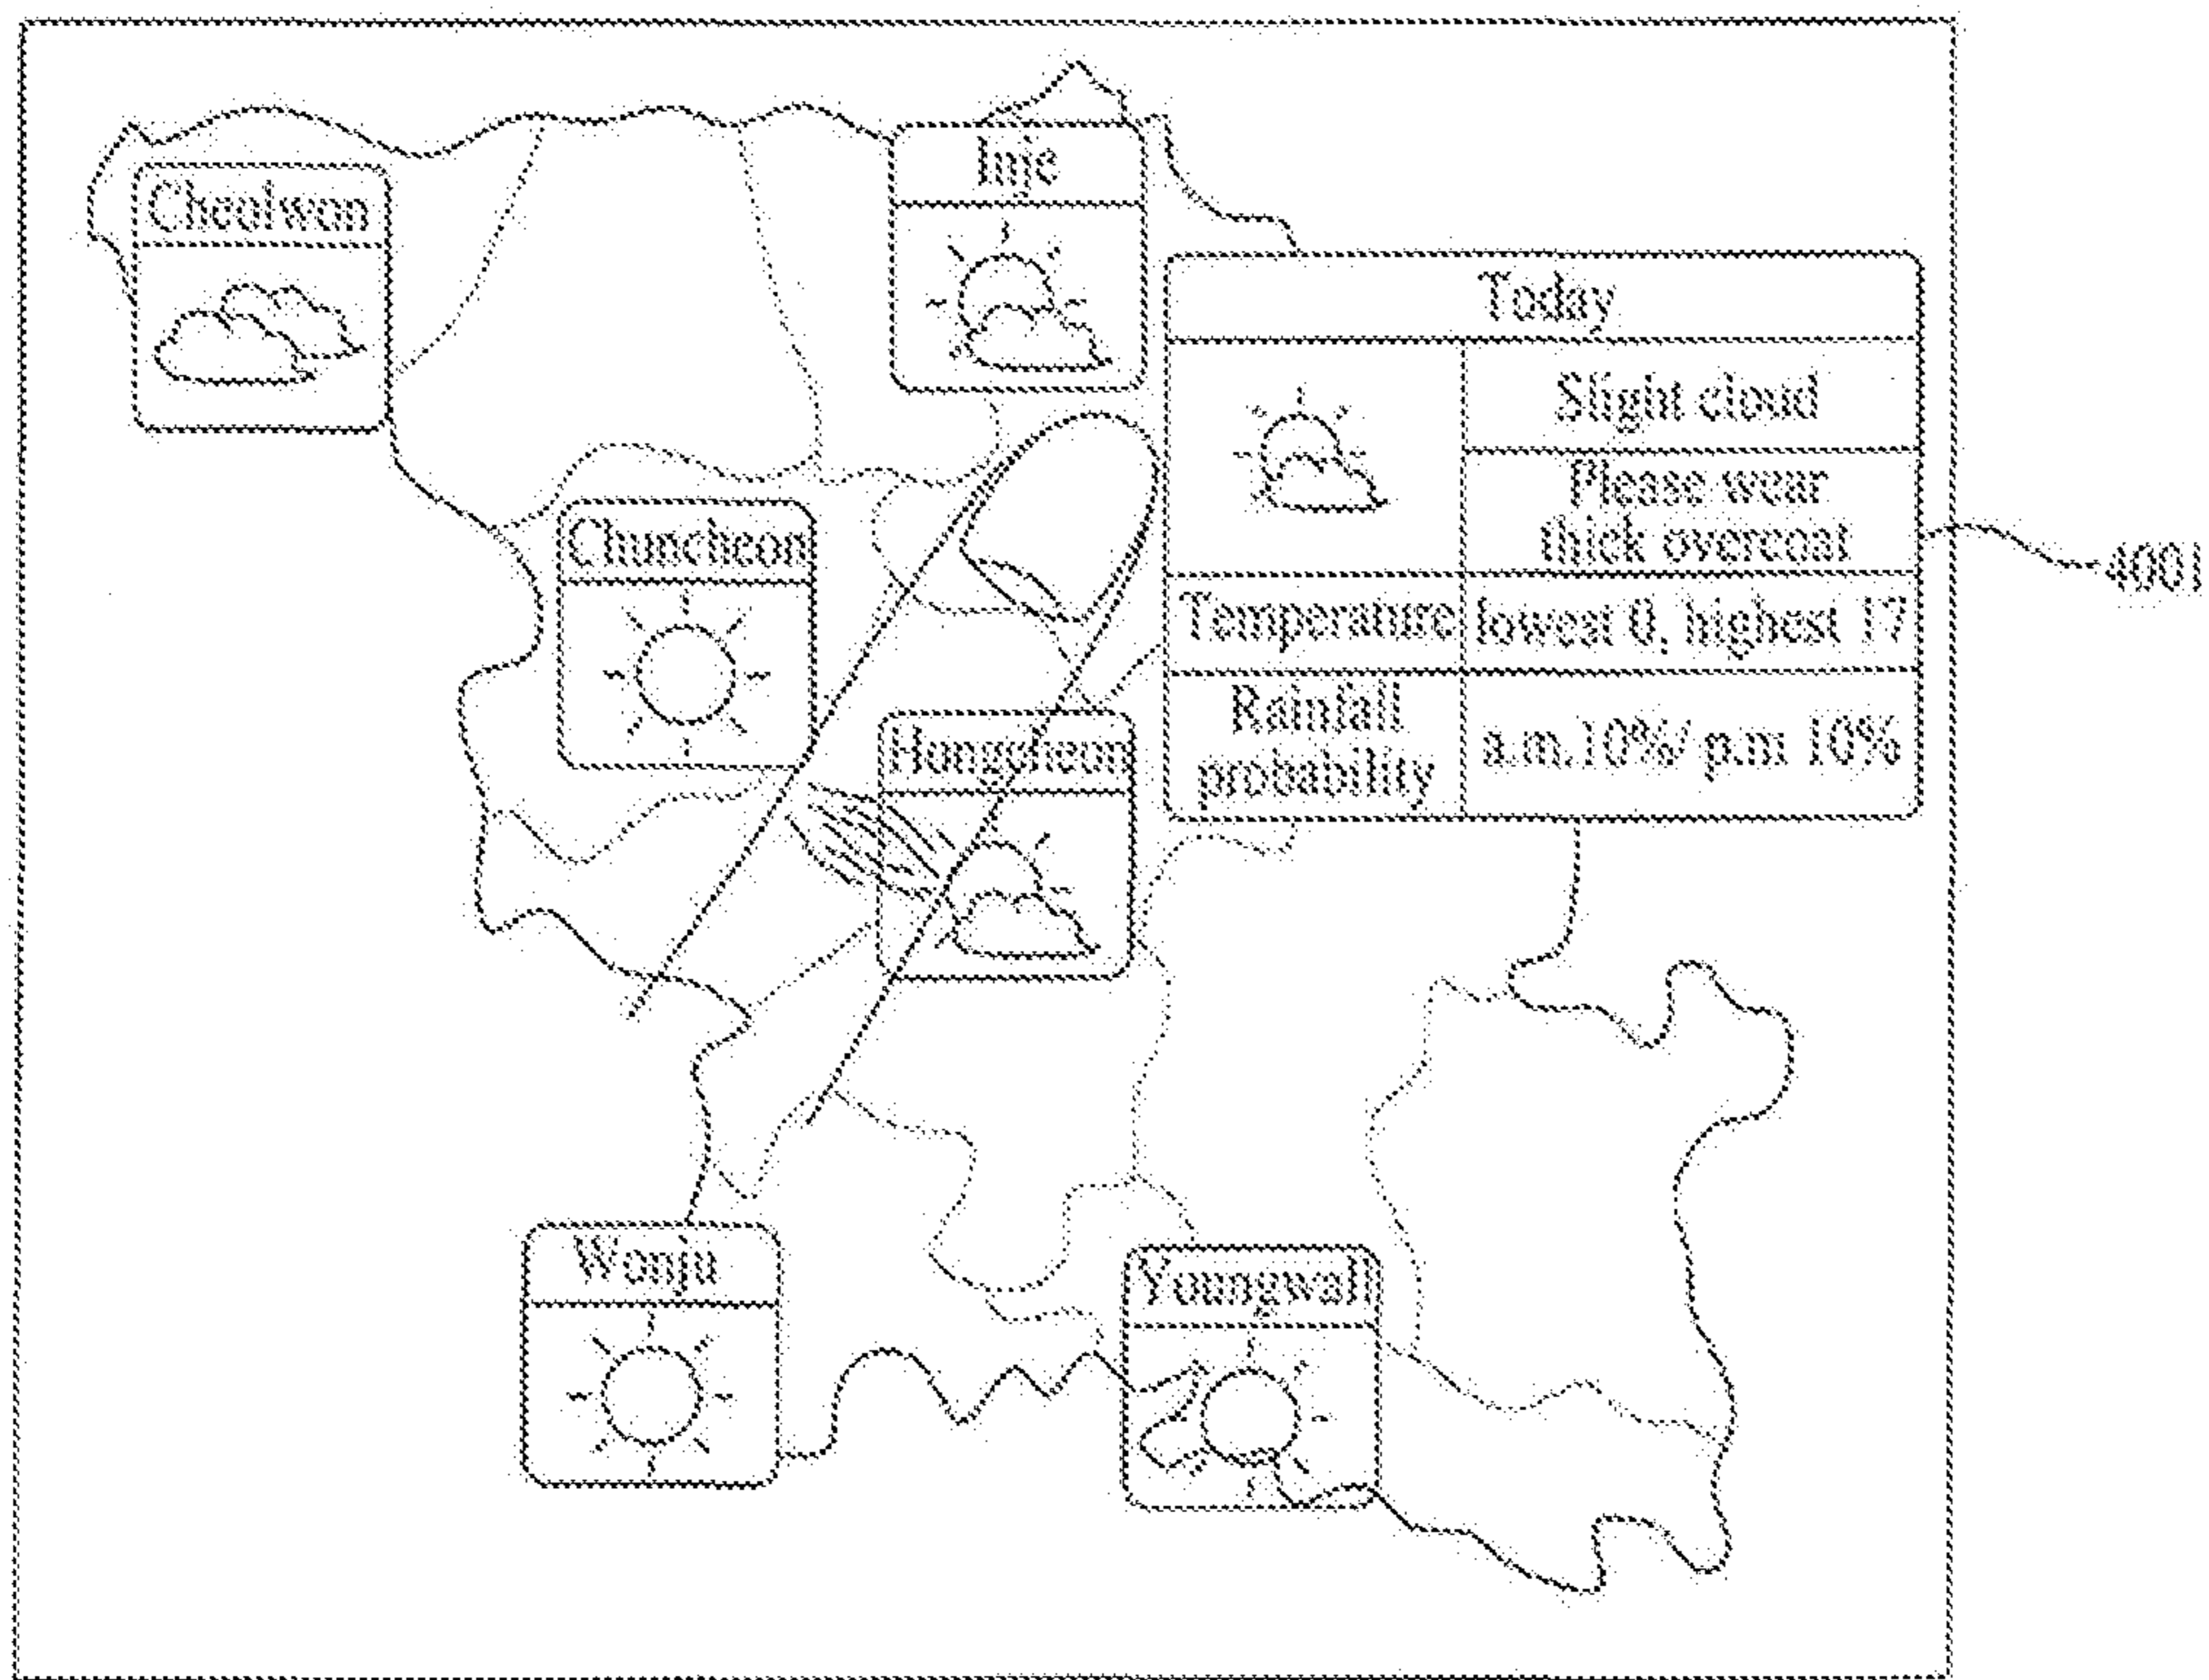 Inje
Cheolwon
Today
Slight cloud
Please wear
thick overcoat
Chuncheon
4001
Temperature
lowest 0, highest 17
Rainfall
probability
a.m.10%/ p.m 10%
Hongcheon
Wonju
Youngwall